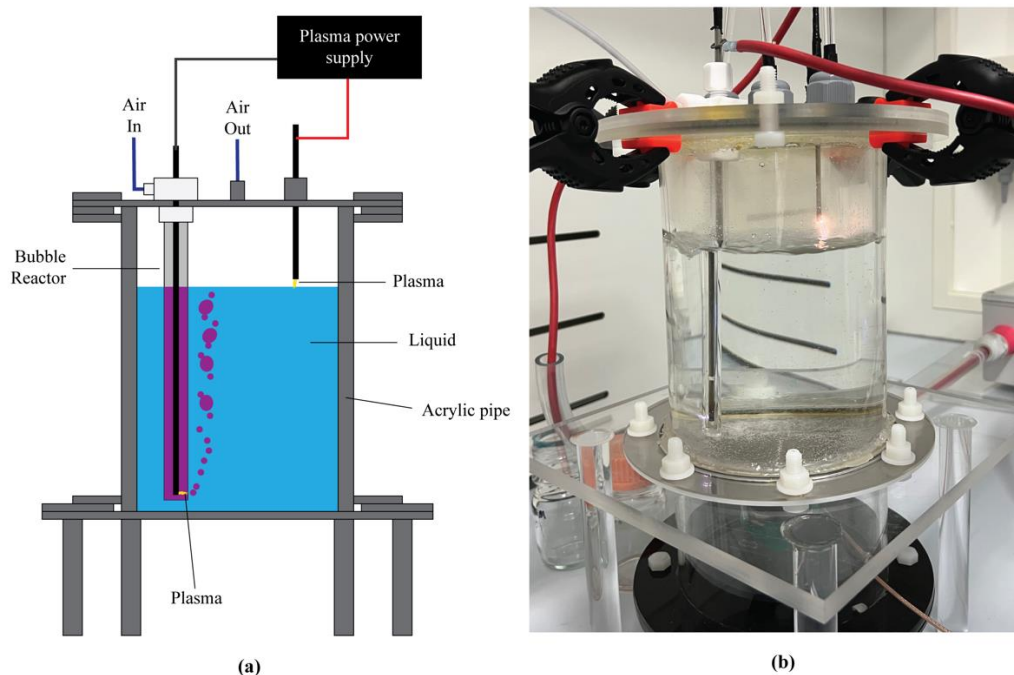 Plasma power
supply
Air
In
Air
Out
Bubble
Reactor
Plasma
Liquid
Acrylic pipe
Plasma
(a)
(b)